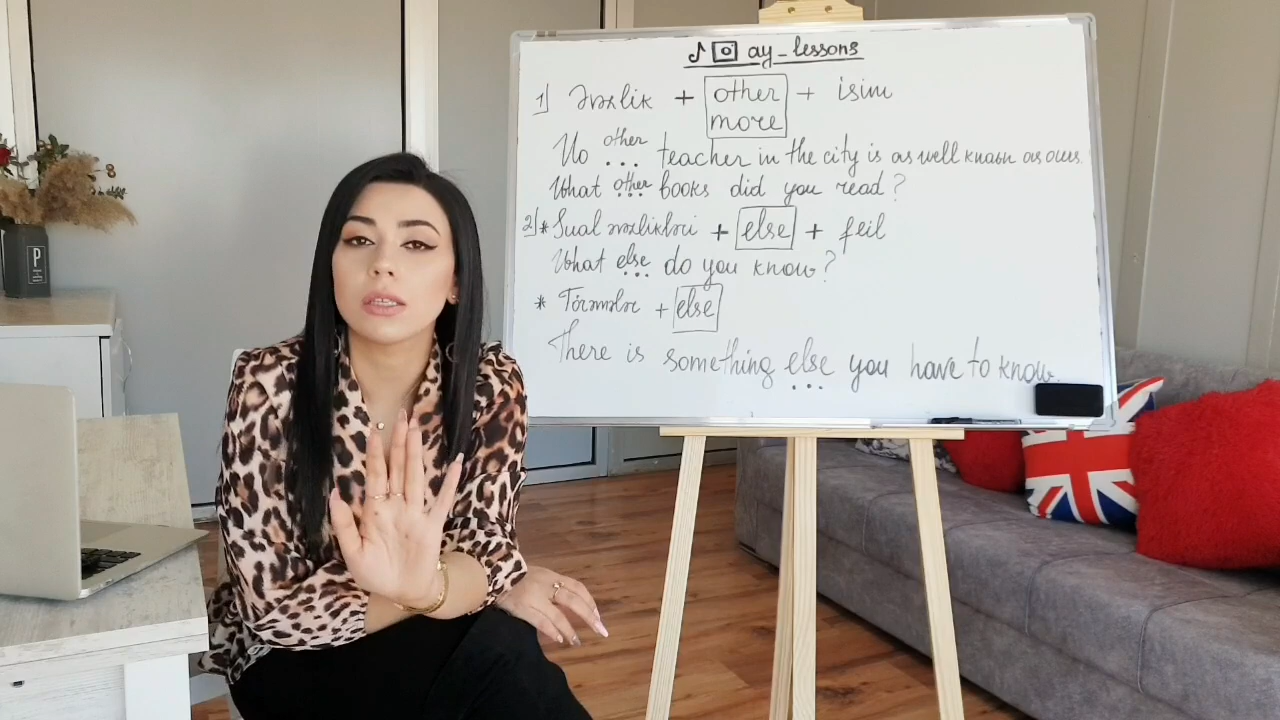 ay_lessons
1) Əvəzlik + other + isim
more
No other teacher in the city is as well known as ours.
What other books did you read?
2) * Sual əvəzlikləri + else + feil
What else do you know?
* Törəmələr + else
There is something else you have to know.
P